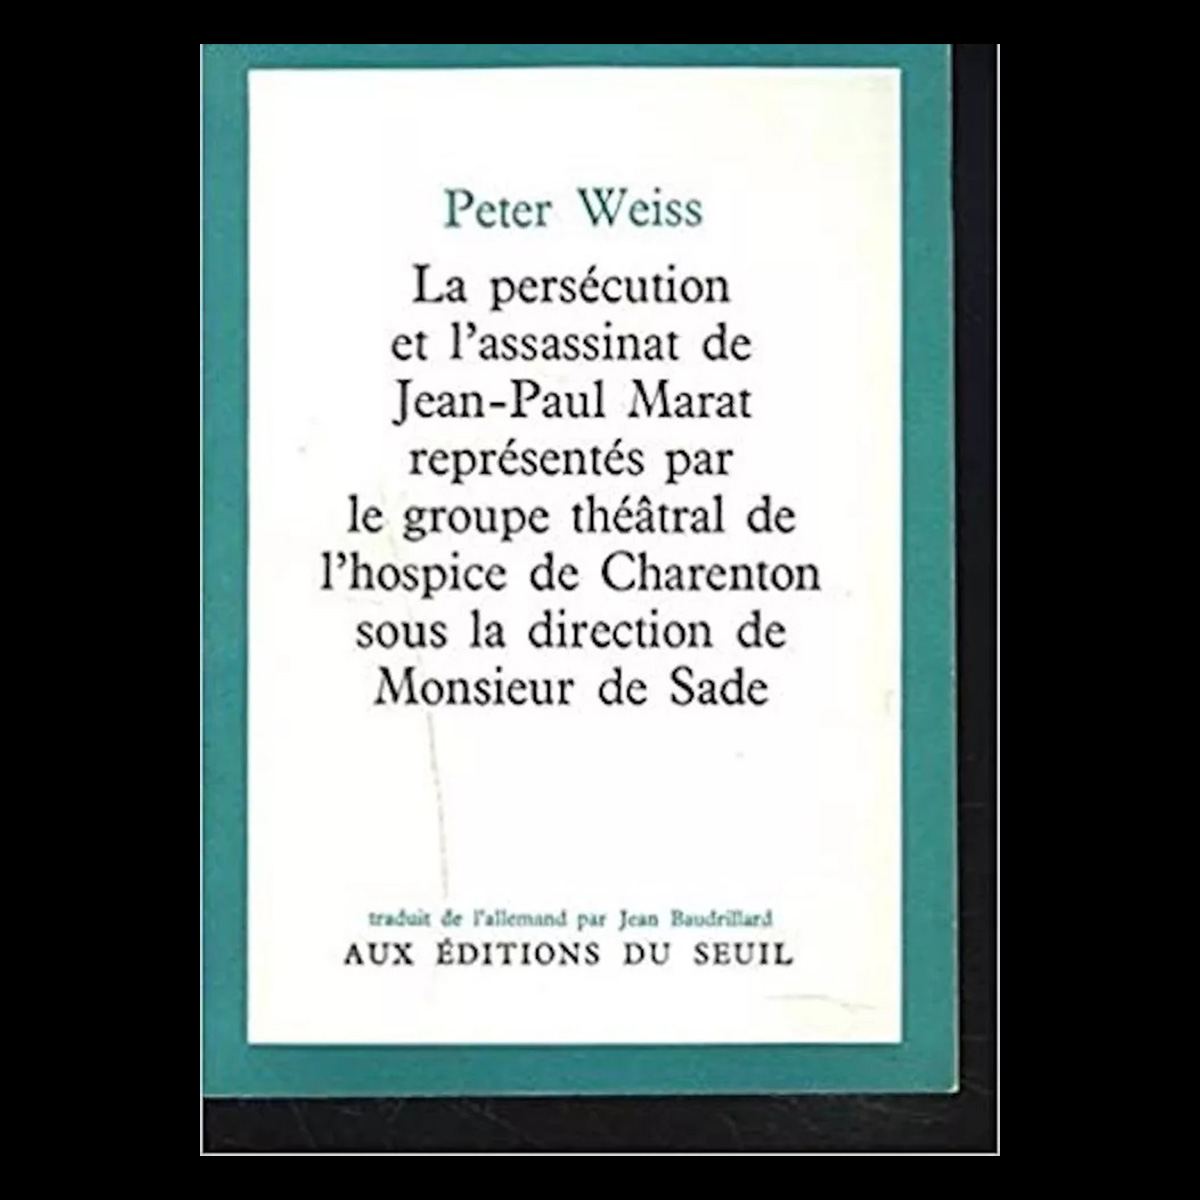 Peter Weiss
La persécution
et l'assassinat de
Jean-Paul Marat
représentés par
le groupe théâtral de
l'hospice de Charenton
sous la direction de
Monsieur de Sade
traduit de l'allemand par Jean Baudrillard
AUX ÉDITIONS DU SEUIL